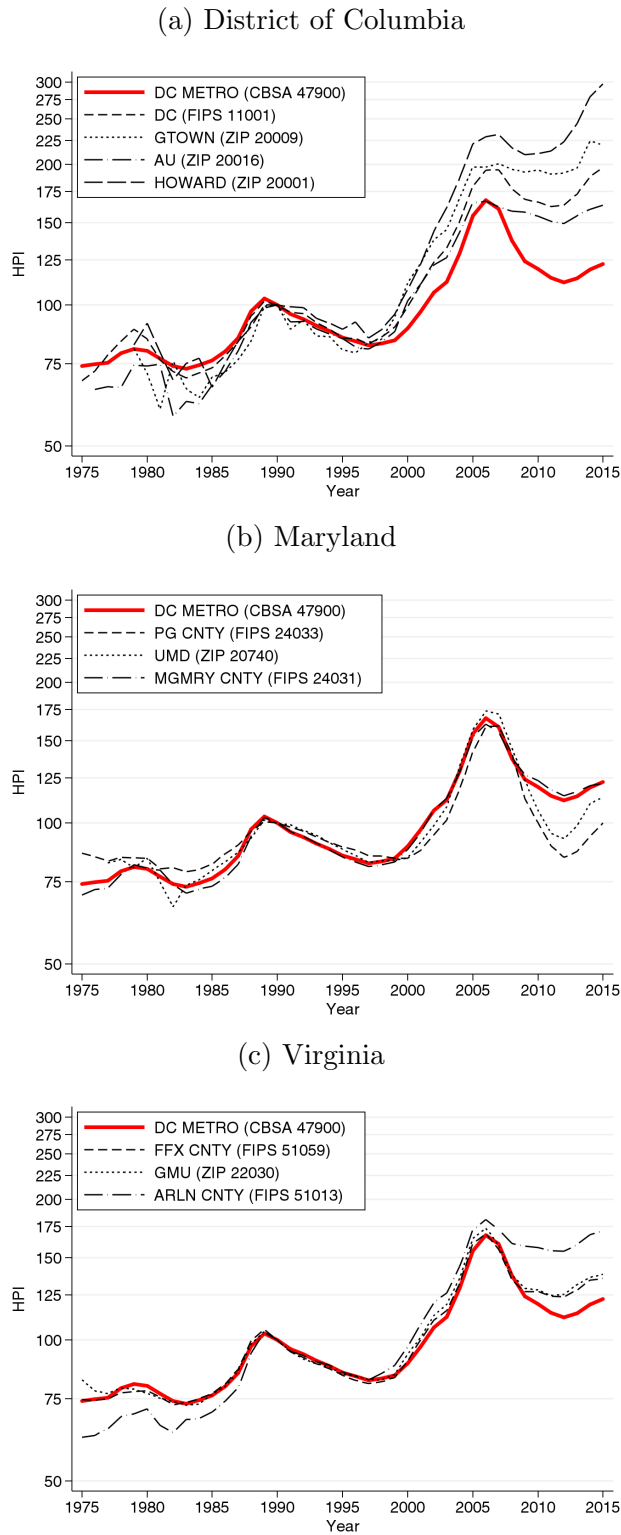 (a) District of Columbia
DC METRO (CBSA 47900)
DC (FIPS 11001)
GTOWN (ZIP 20009)
AU (ZIP 20016)
HOWARD (ZIP 20001)
300
275
250
225
200
175
150
125
100
75
50
HPI
1975 1980 1985 1990 1995 2000 2005 2010 2015
Year
(b) Maryland
DC METRO (CBSA 47900)
PG CNTY (FIPS 24033)
UMD (ZIP 20740)
MGMRY CNTY (FIPS 24031)
300
275
250
225
200
175
150
125
100
75
50
HPI
1975 1980 1985 1990 1995 2000 2005 2010 2015
Year
(c) Virginia
DC METRO (CBSA 47900)
FFX CNTY (FIPS 51059)
GMU (ZIP 22030)
ARLN CNTY (FIPS 51013)
300
275
250
225
200
175
150
125
100
75
50
HPI
1975 1980 1985 1990 1995 2000 2005 2010 2015
Year